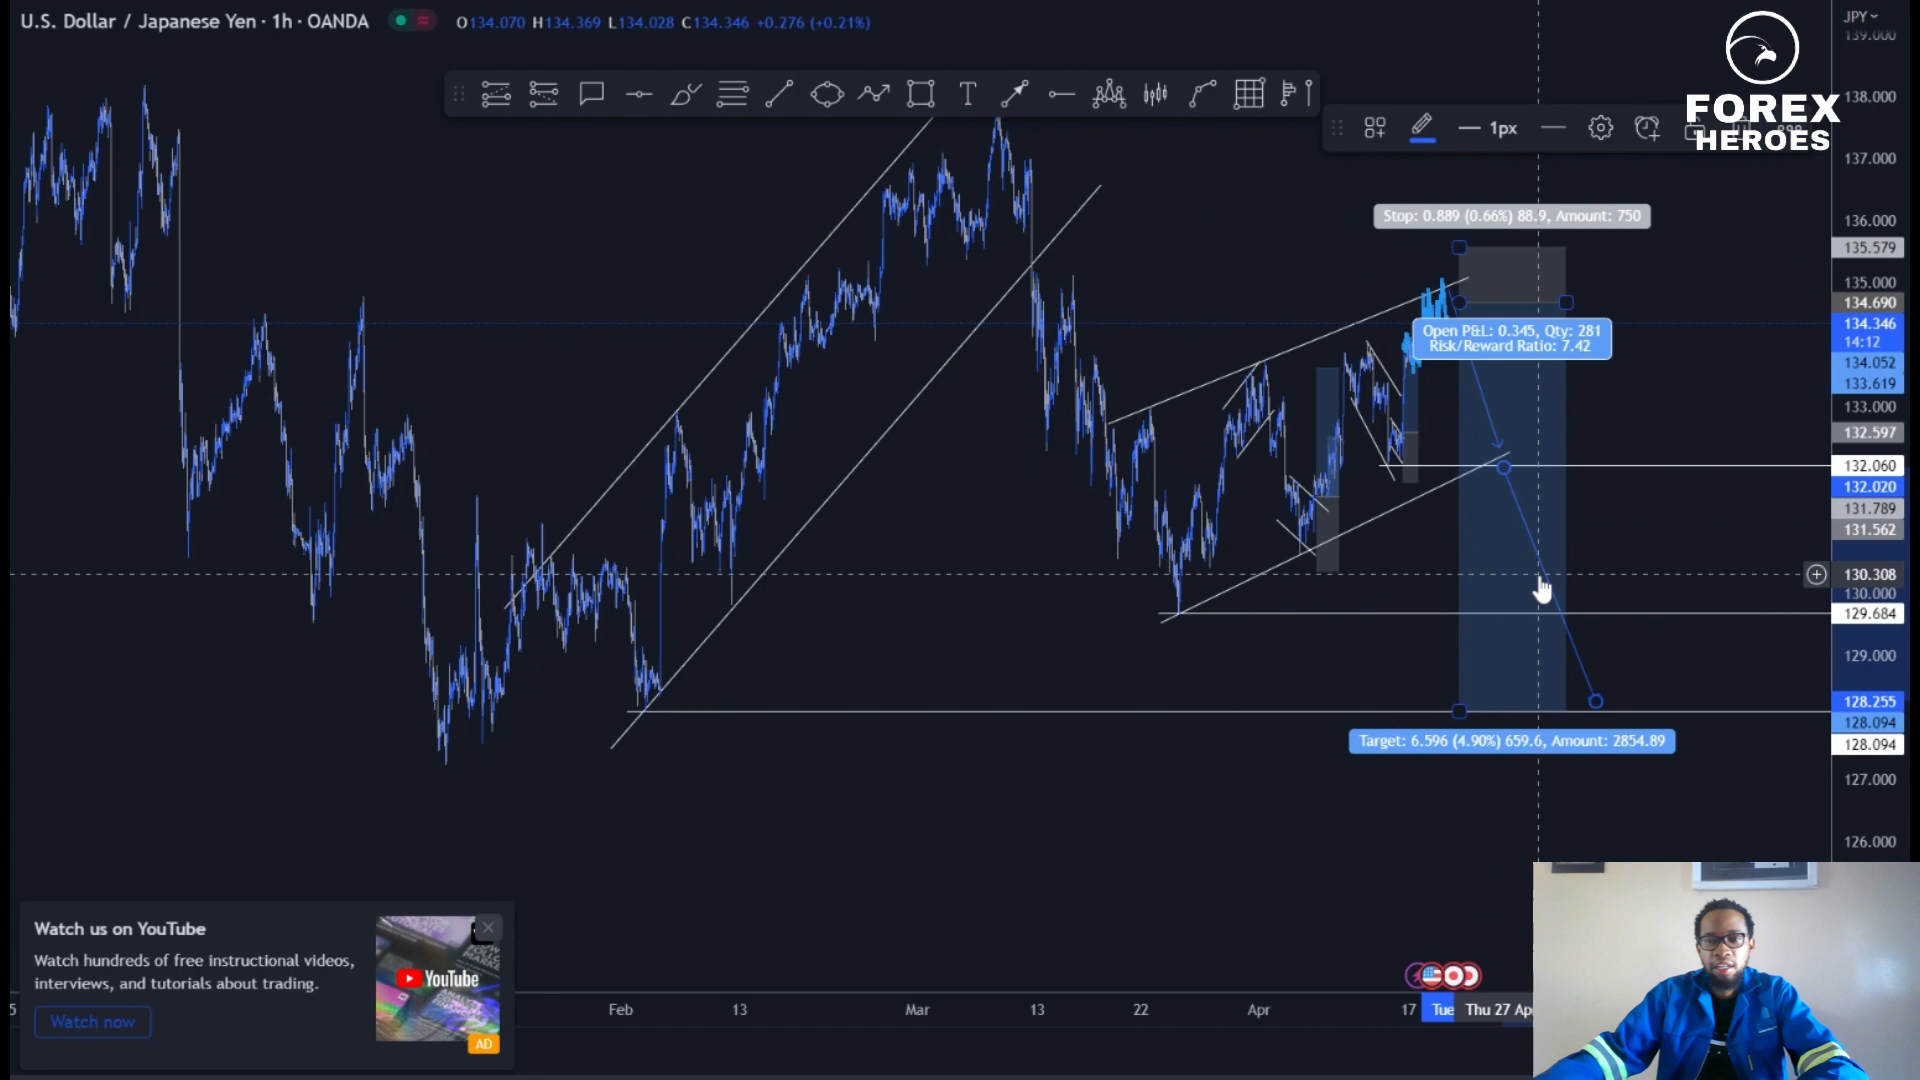 U.S. Dollar / Japanese Yen · 1h · OANDA
O134.070 H134.369 L134.028 C134.346 +0.276 (+0.21%)
JPY
139.000
FOREX
HEROES
138.000
1px
137.000
Stop: 0.889 (0.66%) 88.9, Amount: 750
136.000
135.579
135.000
134.690
Open P&L: 0.345, Qty: 281
Risk/Reward Ratio: 7.42
134.346
14:12
134.052
133.619
133.000
132.597
132.060
132.020
131.789
131.562
130.308
130.000
129.684
129.000
128.255
128.094
Target: 6.596 (4.90%) 659.6, Amount: 2854.89
128.094
127.000
126.000
Watch us on YouTube
Watch hundreds of free instructional videos,
interviews, and tutorials about trading.
Watch now
YouTube
AD
Feb
13
Mar
13
22
Apr
17
Tue
Thu 27 Ap